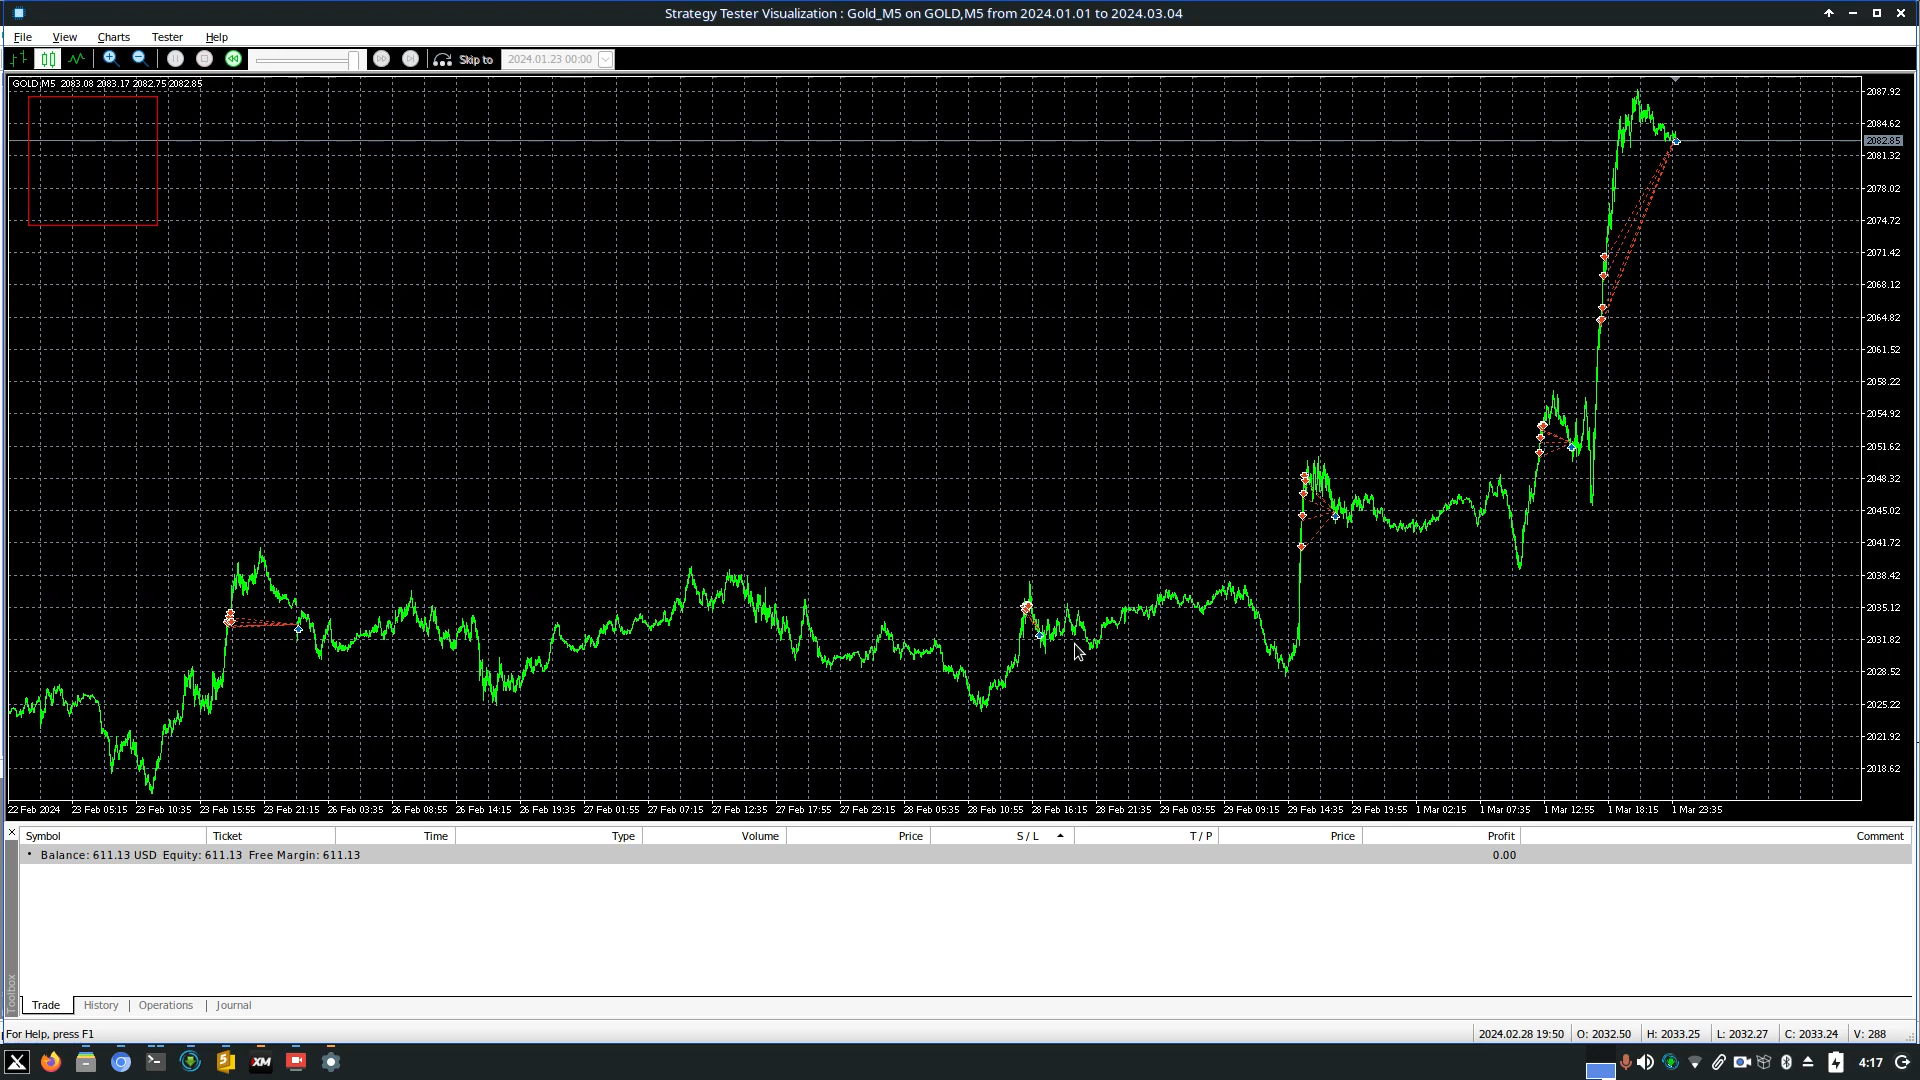 Strategy Tester Visualization : Gold_M5 on GOLD,M5 from 2024.01.01 to 2024.03.04
File View Charts Tester Help
Skip to 2024.01.23 00:00
GOLD,M5 2083.08 2083.17 2082.75 2082.85
2087.92
2084.62
2082.85
2081.32
2078.02
2074.72
2071.42
2068.12
2064.82
2061.52
2058.22
2054.92
2051.62
2048.32
2045.02
2041.72
2038.42
2035.12
2031.82
2028.52
2025.22
2021.92
2018.62
22 Feb 2024 23 Feb 05:15 23 Feb 10:35 23 Feb 15:55 23 Feb 21:15 26 Feb 03:35 26 Feb 08:55 26 Feb 14:15 26 Feb 19:35 27 Feb 01:55 27 Feb 07:15 27 Feb 12:35 27 Feb 17:55 27 Feb 23:15 28 Feb 05:35 28 Feb 10:55 28 Feb 16:15 28 Feb 21:35 29 Feb 03:55 29 Feb 09:15 29 Feb 14:35 29 Feb 19:55 1 Mar 02:15 1 Mar 07:35 1 Mar 12:55 1 Mar 18:15 1 Mar 23:35
Symbol Ticket Time Type Volume Price S / L T / P Price Profit Comment
Balance: 611.13 USD Equity: 611.13 Free Margin: 611.13 0.00
Toolbox
Trade History Operations Journal
For Help, press F1 2024.02.28 19:50 O: 2032.50 H: 2033.25 L: 2032.27 C: 2033.24 V: 288
5 XM 4:17